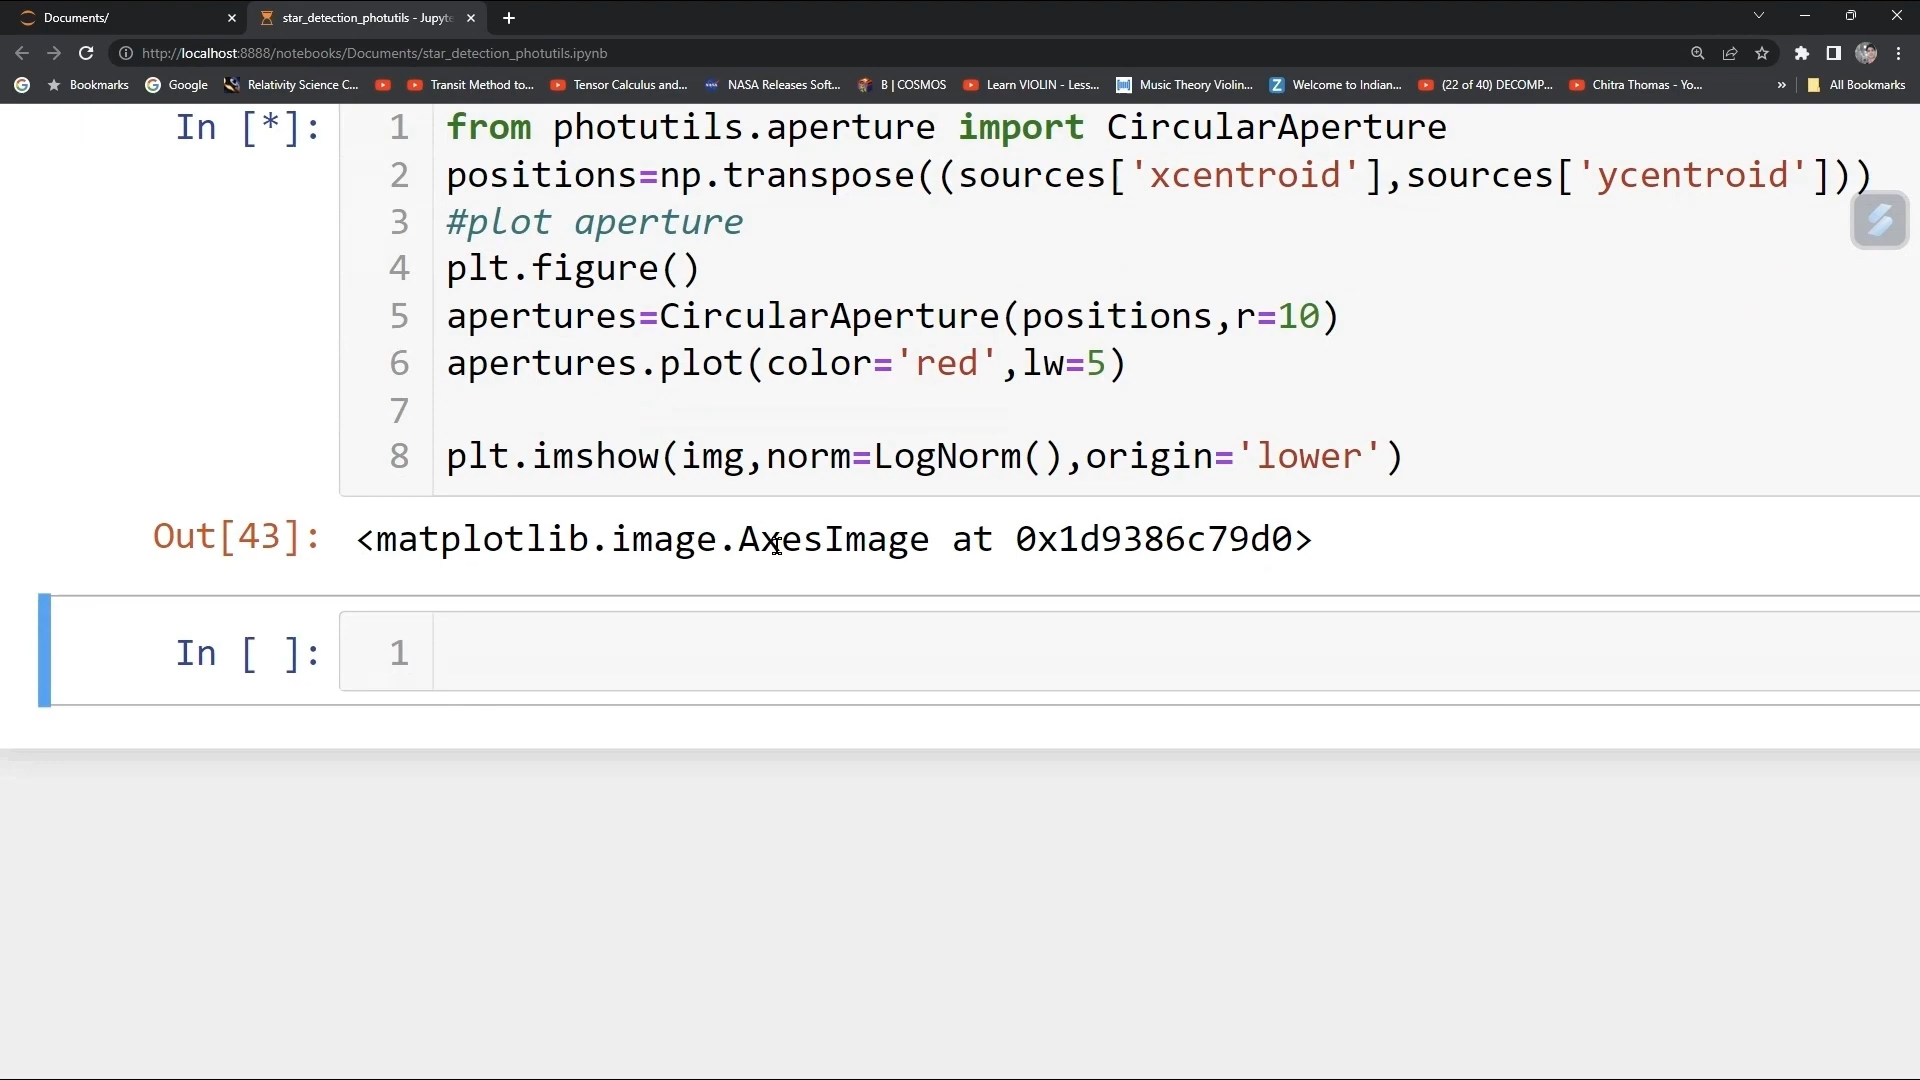 Documents/
star_detection_photutils - Jupyte
http://localhost:8888/notebooks/Documents/star_detection_photutils.ipynb
Bookmarks
Google
Relativity Science C...
Transit Method to...
Tensor Calculus and...
NASA Releases Soft...
B | COSMOS
Learn VIOLIN - Less...
Music Theory Violin...
Welcome to Indian...
(22 of 40) DECOMP...
Chitra Thomas - Yo...
»
All Bookmarks
In [*]:
1 from photutils.aperture import CircularAperture
2 positions=np.transpose((sources['xcentroid'],sources['ycentroid']))
3 #plot aperture
4 plt.figure()
5 apertures=CircularAperture(positions,r=10)
6 apertures.plot(color='red',lw=5)
7
8 plt.imshow(img,norm=LogNorm(),origin='lower')
Out[43]: <matplotlib.image.AxesImage at 0x1d9386c79d0>
In [ ]: 1